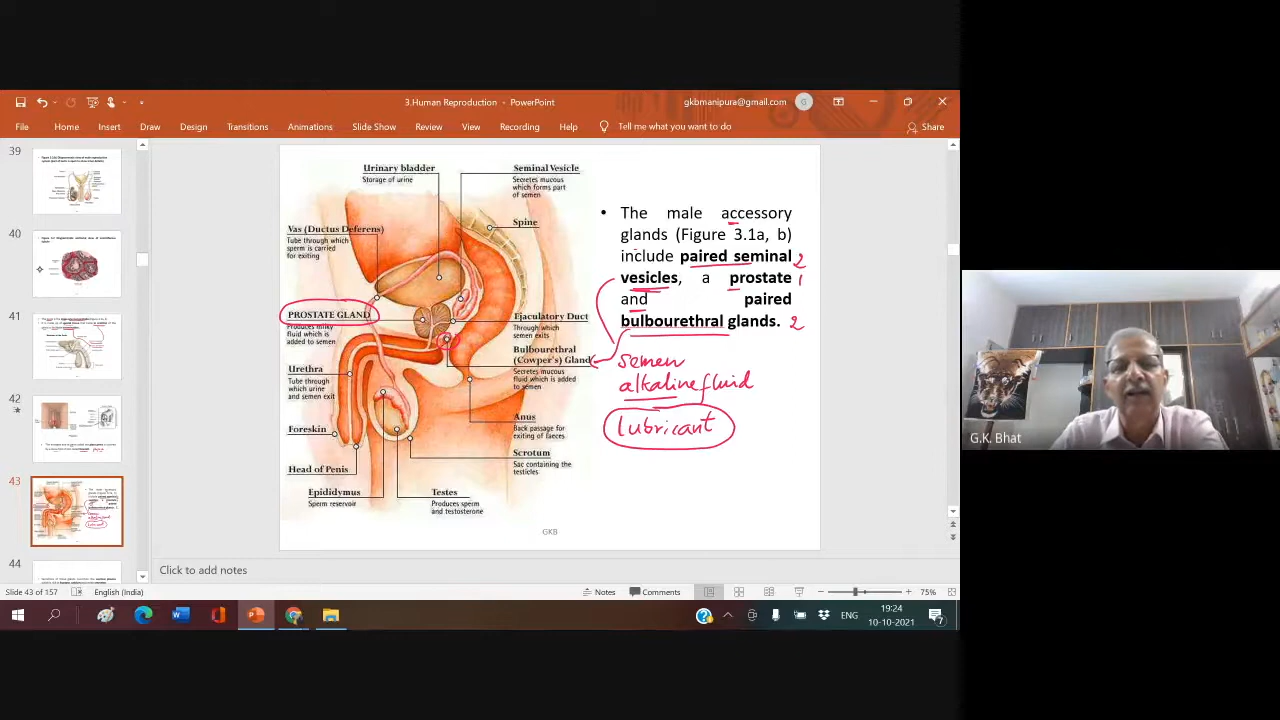 3.Human Reproduction - PowerPoint
gkbmanipura@gmail.com
G
File Home Insert Draw Design Transitions Animations Slide Show Review View Recording Help Tell me what you want to do Share
39
40
41
42
43
44
Urinary bladder
Storage of urine
Seminal Vesicle
Secretes mucous
which forms part
of semen
Spine
Vas (Ductus Deferens)
Tube through which
sperm is carried
for exiting
PROSTATE GLAND
Produces milky
fluid which is
added to semen
Ejaculatory Duct
Through which
semen exits
Bulbourethral
(Cowper's) Gland
Secretes mucous
fluid which is added
to semen
Urethra
Tube through
which urine
and semen exit
Anus
Back passage for
exiting of faeces
Foreskin
Scrotum
Sac containing the
testicles
Head of Penis
Epididymus
Sperm reservoir
Testes
Produces sperm
and testosterone
GKB
• The male accessory
glands (Figure 3.1a, b)
include paired seminal 2
vesicles, a prostate 1
and paired
bulbourethral glands. 2
semen
alkaline fluid
lubricant
G.K. Bhat
Click to add notes
Slide 43 of 157 English (India) Notes Comments 75%
ENG
19:24
10-10-2021
7